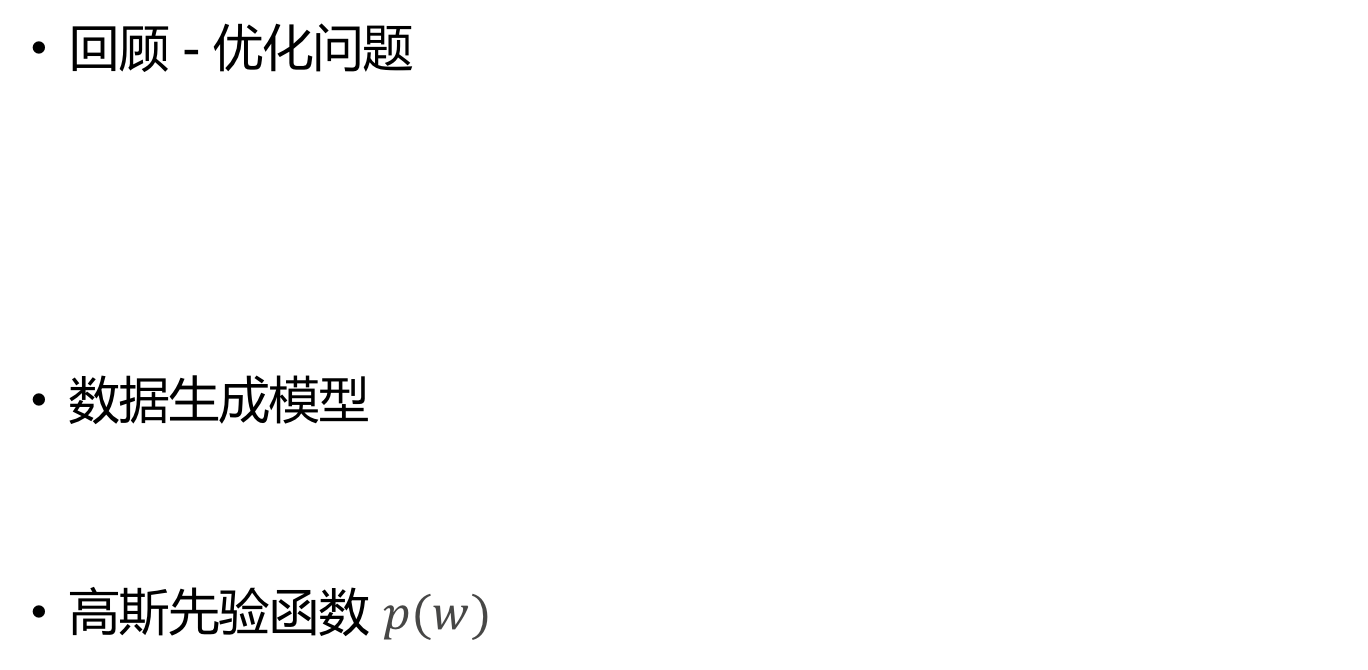 • 回顾 - 优化问题
• 数据生成模型
• 高斯先验函数 p(w)